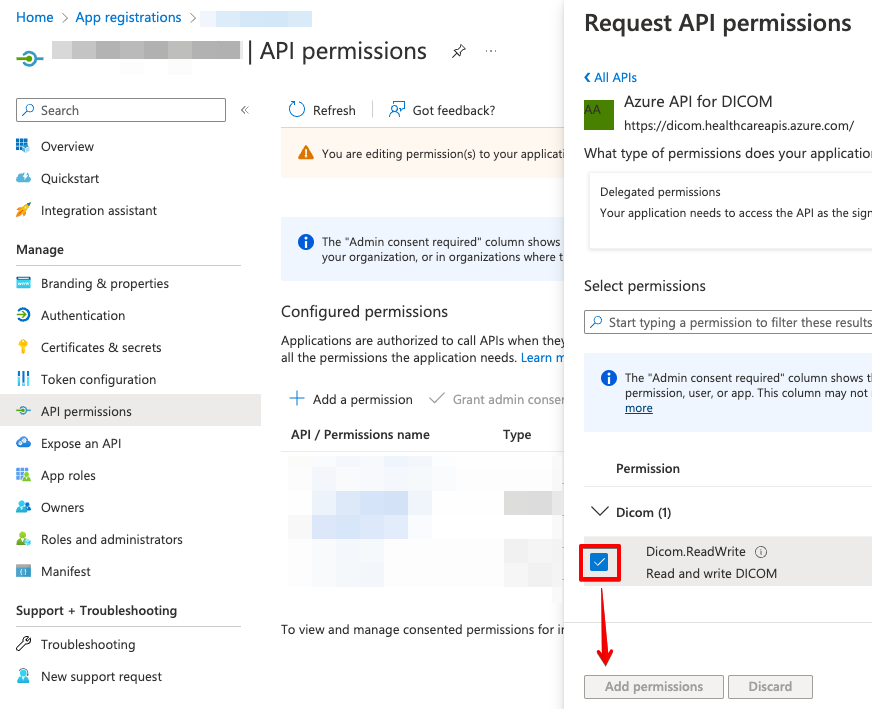 Home > App registrations >
| API permissions
Search
Overview
Quickstart
Integration assistant
Manage
Branding & properties
Authentication
Certificates & secrets
Token configuration
API permissions
Expose an API
App roles
Owners
Roles and administrators
Manifest
Support + Troubleshooting
Troubleshooting
New support request
Refresh
Got feedback?
You are editing permission(s) to your applicati
The "Admin consent required" column shows
your organization, or in organizations where t
Configured permissions
Applications are authorized to call APIs when they
all the permissions the application needs. Learn m
Add a permission
Grant admin conser
API / Permissions name
Type
To view and manage consented permissions for in
Request API permissions
All APIs
AA
Azure API for DICOM
https://dicom.healthcareapis.azure.com/
What type of permissions does your application
Delegated permissions
Your application needs to access the API as the sign
Select permissions
Start typing a permission to filter these results
The "Admin consent required" column shows th
permission, user, or app. This column may not
more
Permission
Dicom (1)
Dicom.ReadWrite
Read and write DICOM
Add permissions
Discard